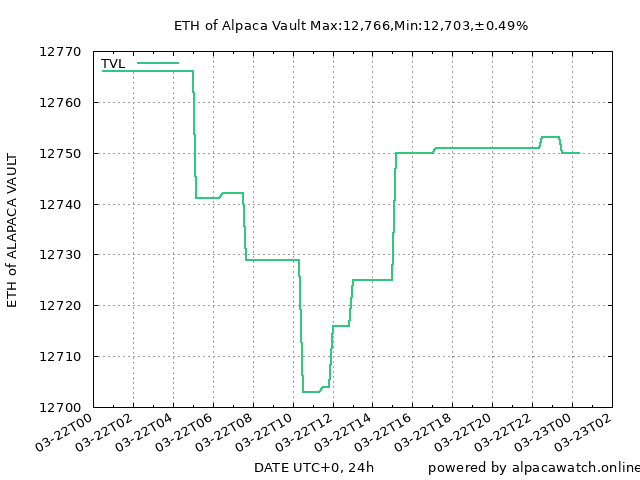 ETH of Alpaca Vault Max:12,766,Min:12,703,±0.49%
12770
TVL
12760
12750
12740
12730
12720
12710
12700
ETH of ALAPACA VAULT
03-22T00
03-22T02
03-22T04
03-22T06
03-22T08
03-22T10
03-22T12
03-22T14
03-22T16
03-22T18
03-22T20
03-22T22
03-23T00
03-23T02
DATE UTC+0, 24h
powered by alpacawatch.online